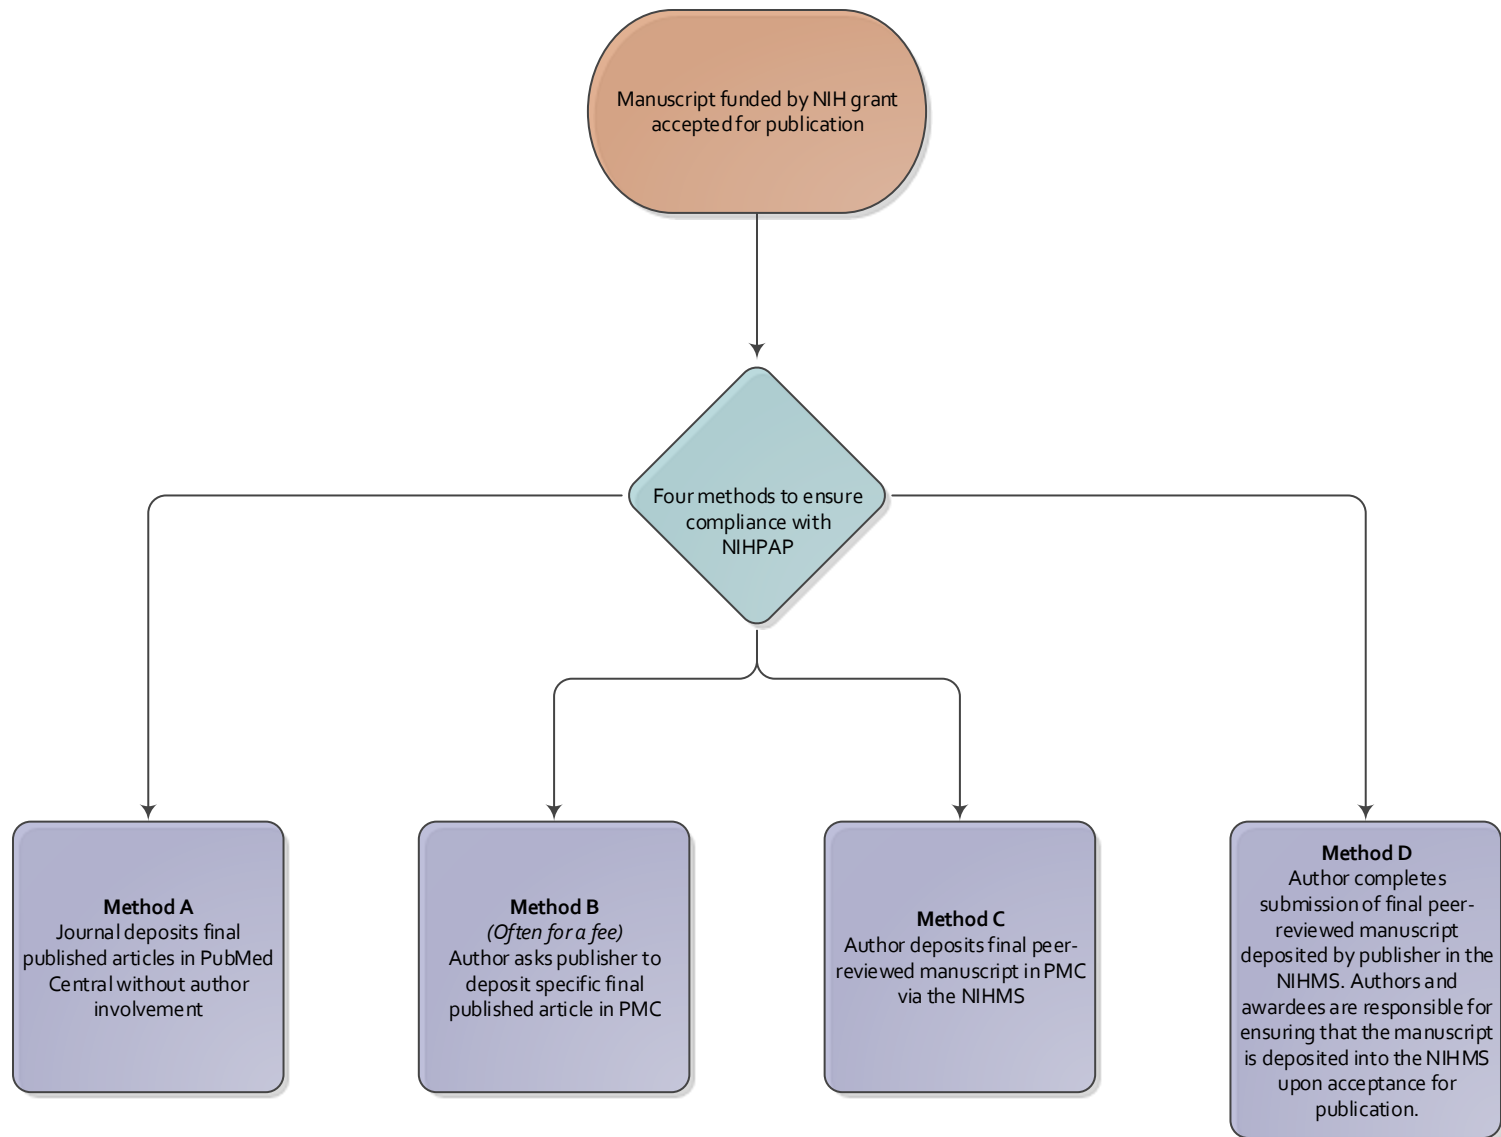 Manuscript funded by NIH grant
accepted for publication
Four methods to ensure
compliance with
NIHPAP
Method A
Journal deposits final
published articles in PubMed
Central without author
involvement
Method B
(Often for a fee)
Author asks publisher to
deposit specific final
published article in PMC
Method C
Author deposits final peer-
reviewed manuscript in PMC
via the NIHMS
Method D
Author completes
submission of final peer-
reviewed manuscript
deposited by publisher in the
NIHMS. Authors and
awardees are responsible for
ensuring that the manuscript
is deposited into the NIHMS
upon acceptance for
publication.